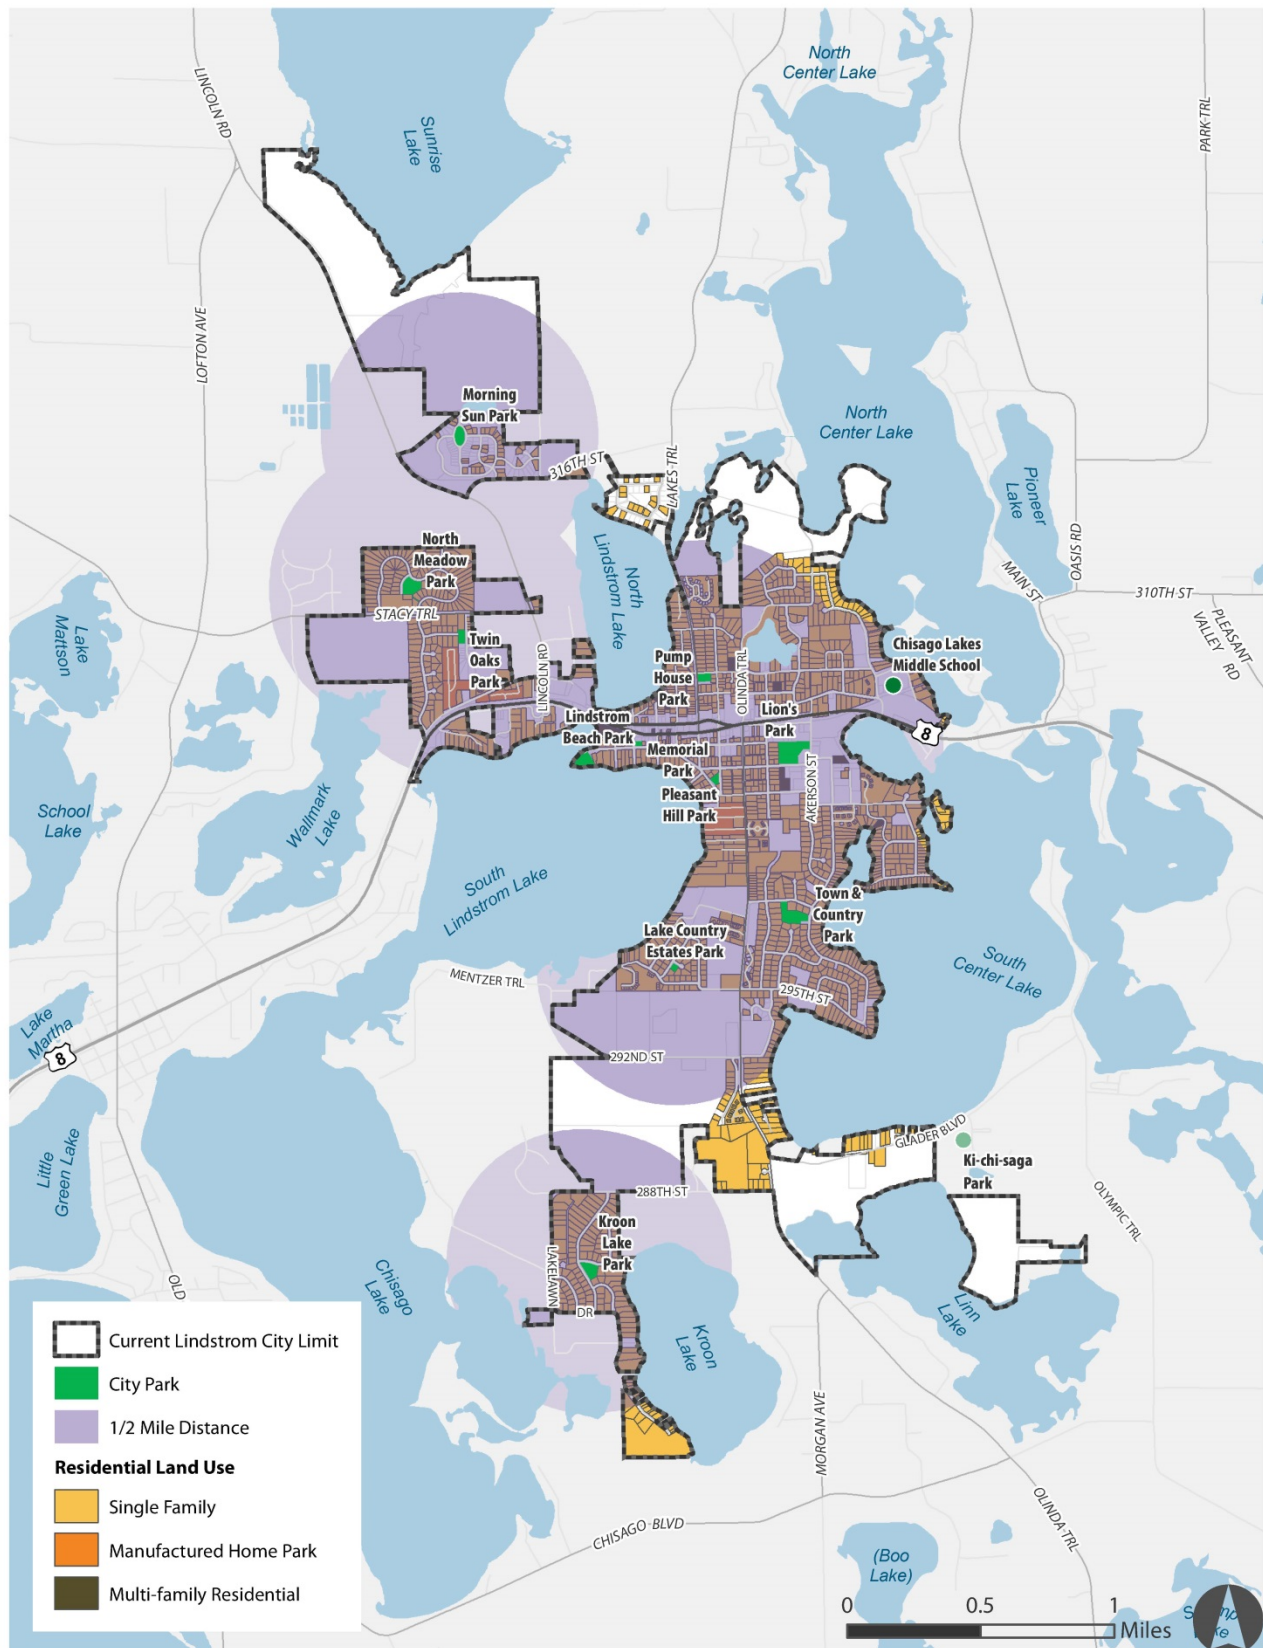 North
Center Lake
LINCOLN RD
Sunrise
Lake
PARK TRL
LOFTON AVE
Morning
Sun Park
North
Center Lake
316TH ST
LAKES TRL
Pioneer
Lake
OASIS RD
North
Meadow
Park
North
Lindstrom Lake
MAIN ST
310TH ST
PLEASANT
VALLEY RD
Lake
Mattson
STACY TRL
Twin
Oaks
Park
LINCOLN RD
Pump
House
Park
OLINDA TRL
Chisago Lakes
Middle School
Lindstrom
Beach Park
Lion's
Park
8
Memorial
Park
Pleasant
Hill Park
AKERSON ST
School
Lake
Wallmark
Lake
South
Lindstrom Lake
Town &
Country
Park
Lake Country
Estates Park
South
Center Lake
MENTZER TRL
295TH ST
Lake
Martha
8
292ND ST
Little
Green Lake
GLADER BLVD
Ki-chi-saga
Park
288TH ST
OLYMPIC TRL
Kroon
Lake
Park
LAKELAWN
DR
OLD
Chisago
Lake
Linn
Lake
Kroon
Lake
MORGAN AVE
OLINDA TRL
CHISAGO BLVD
(Boo
Lake)
Current Lindstrom City Limit
City Park
1/2 Mile Distance
Residential Land Use
Single Family
Manufactured Home Park
Multi-family Residential
0 0.5 1
Miles